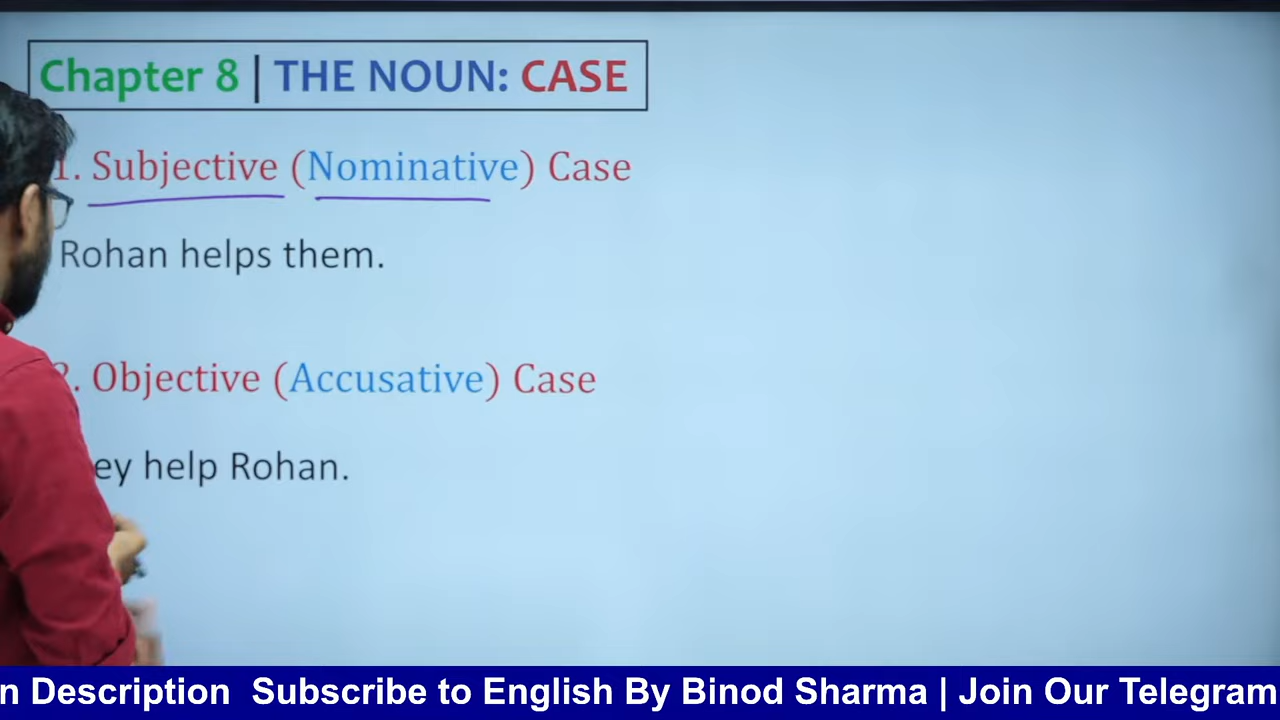 Chapter 8 | THE NOUN: CASE
1. Subjective (Nominative) Case
Rohan helps them.
2. Objective (Accusative) Case
ey help Rohan.
n Description Subscribe to English By Binod Sharma | Join Our Telegram